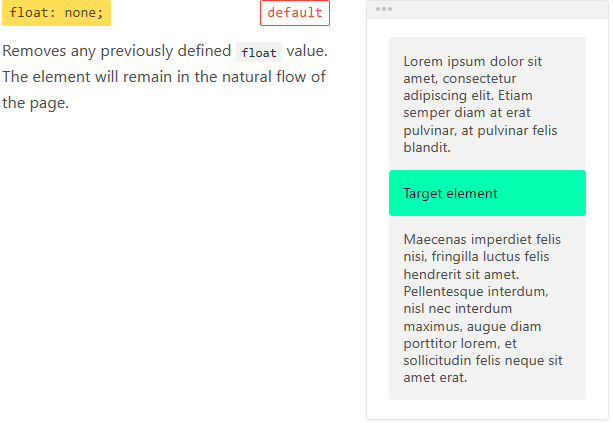 float: none;
default
Removes any previously defined float value.
The element will remain in the natural flow of
the page.
Lorem ipsum dolor sit
amet, consectetur
adipiscing elit. Etiam
semper diam at erat
pulvinar, at pulvinar felis
blandit.
Target element
Maecenas imperdiet felis
nisi, fringilla luctus felis
hendrerit sit amet.
Pellentesque interdum,
nisl nec interdum
maximus, augue diam
porttitor lorem, et
sollicitudin felis neque sit
amet erat.